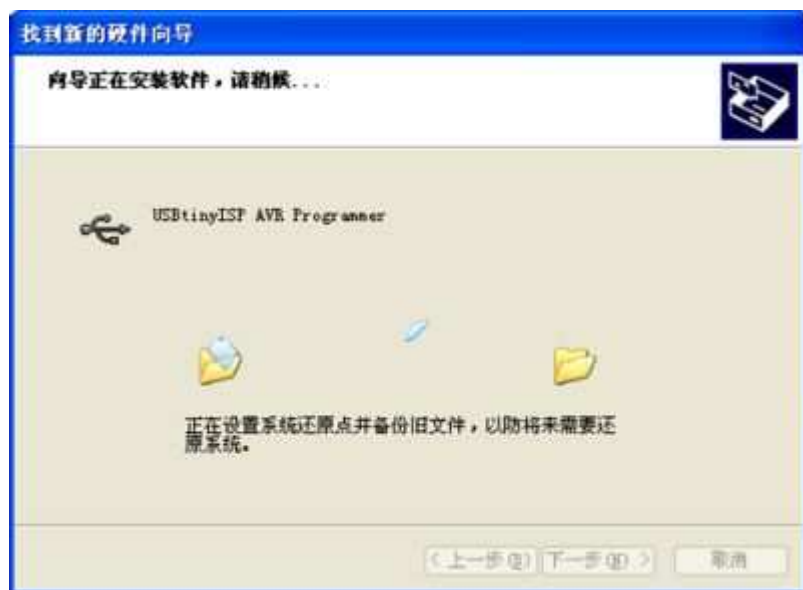 找到新的硬件向导
向导正在安装软件，请稍候...
USBtinyISP AVR Programmer
正在设置系统还原点并备份旧文件，以防将来需要还
原系统。
<上一步(B) 下一步(N) > 取消